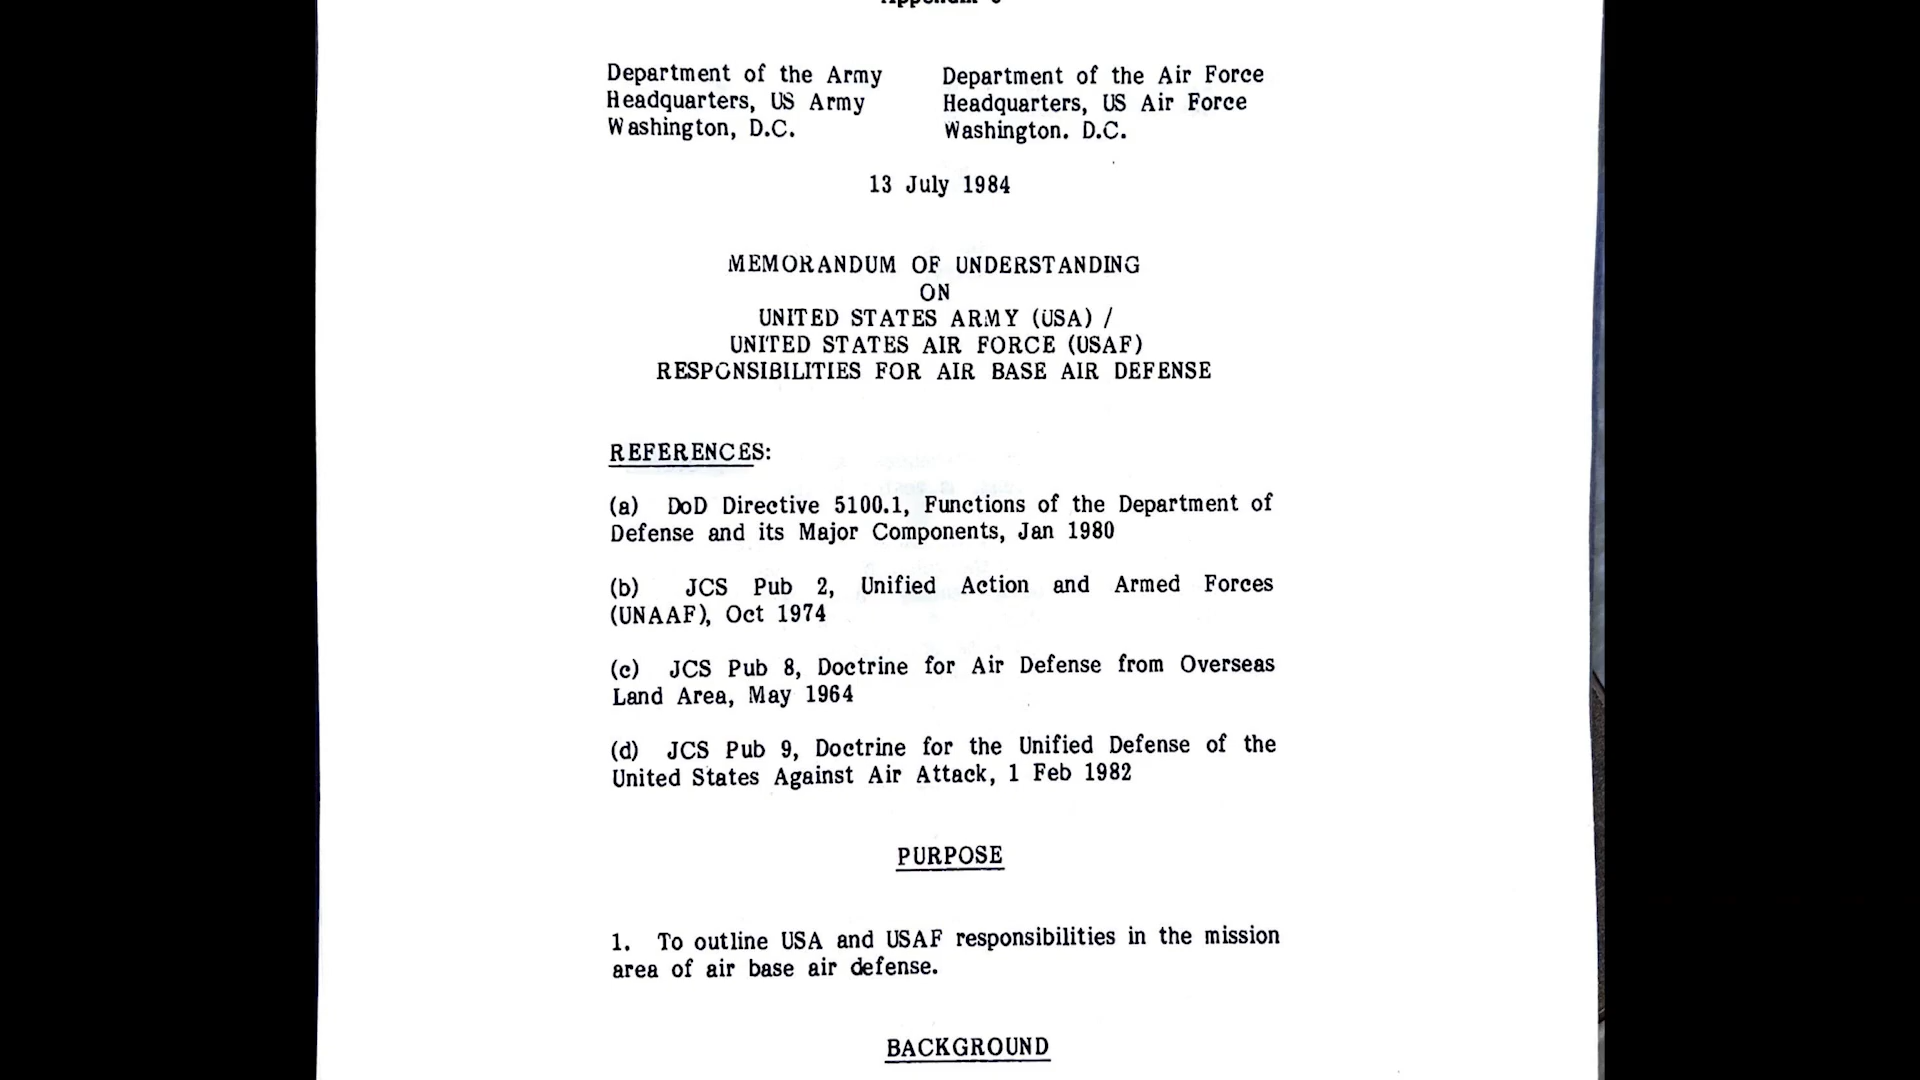 Department of the Army
Headquarters, US Army
Washington, D.C.
Department of the Air Force
Headquarters, US Air Force
Washington. D.C.
13 July 1984
MEMORANDUM OF UNDERSTANDING
ON
UNITED STATES ARMY (USA) /
UNITED STATES AIR FORCE (USAF)
RESPONSIBILITIES FOR AIR BASE AIR DEFENSE
REFERENCES:
(a) DoD Directive 5100.1, Functions of the Department of
Defense and its Major Components, Jan 1980
(b) JCS Pub 2, Unified Action and Armed Forces
(UNAAF), Oct 1974
(c) JCS Pub 8, Doctrine for Air Defense from Overseas
Land Area, May 1964
(d) JCS Pub 9, Doctrine for the Unified Defense of the
United States Against Air Attack, 1 Feb 1982
PURPOSE
1. To outline USA and USAF responsibilities in the mission
area of air base air defense.
BACKGROUND